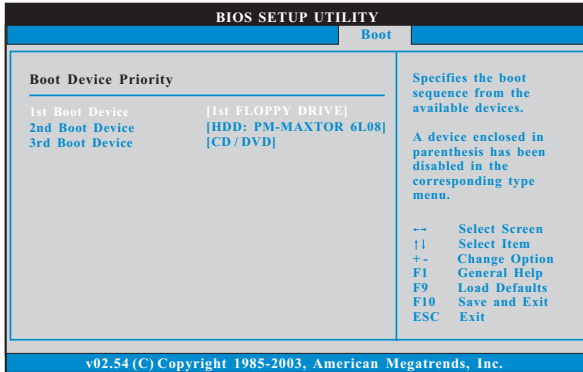 BIOS SETUP UTILITY
Boot
Boot Device Priority
1st Boot Device [1st FLOPPY DRIVE]
2nd Boot Device [HDD: PM-MAXTOR 6L08]
3rd Boot Device [CD/DVD]
Specifies the boot
sequence from the
available devices.
A device enclosed in
parenthesis has been
disabled in the
corresponding type
menu.
←→ Select Screen
↑↓ Select Item
+ - Change Option
F1 General Help
F9 Load Defaults
F10 Save and Exit
ESC Exit
v02.54 (C) Copyright 1985-2003, American Megatrends, Inc.